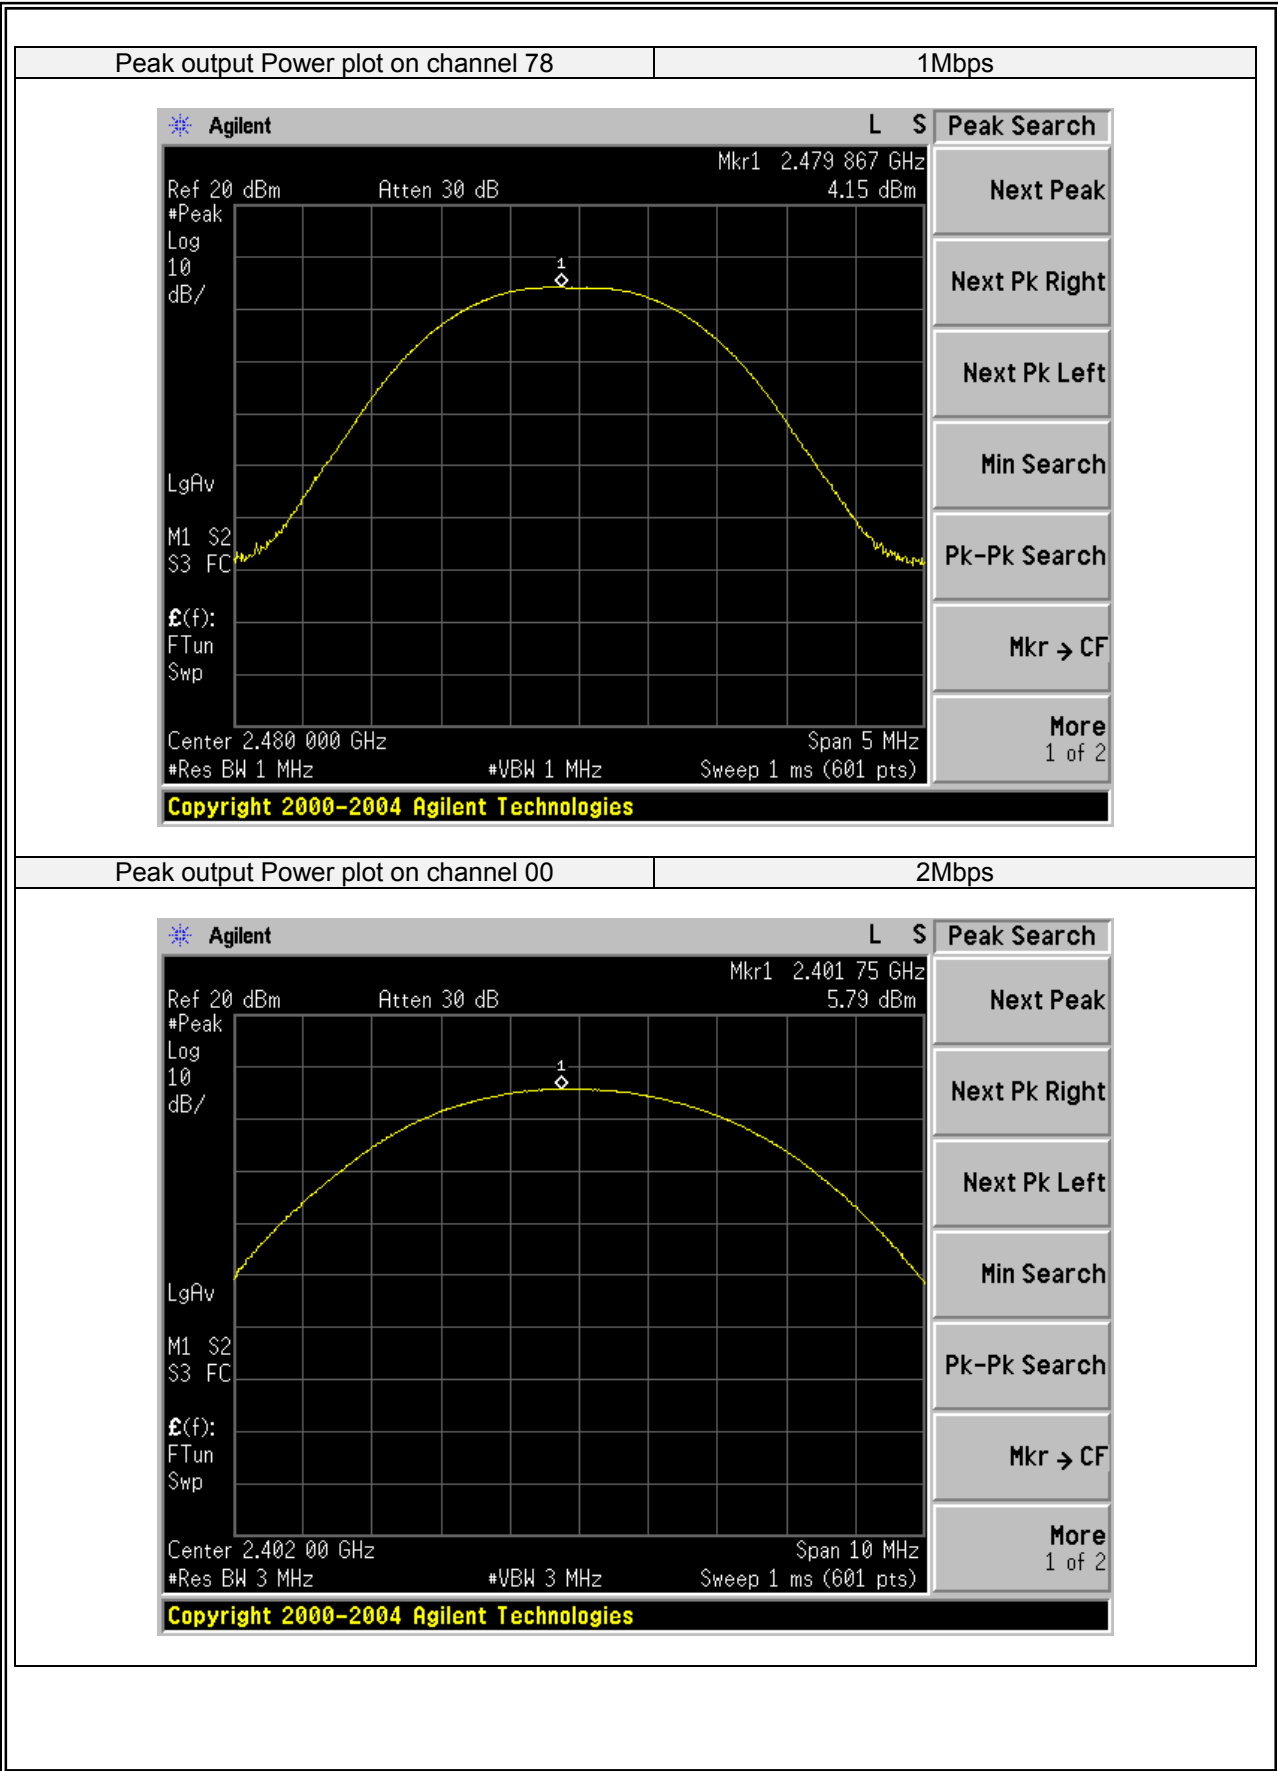 Peak output Power plot on channel 78 1Mbps
Agilent L S Peak Search
Mkr1 2.479 867 GHz
Ref 20 dBm Atten 30 dB 4.15 dBm
Next Peak
#Peak
Log
10
dB/
1
Next Pk Right
Next Pk Left
Min Search
LgAv
M1 S2
S3 FC
Pk-Pk Search
£(f):
FTun
Swp
Mkr → CF
Center 2.480 000 GHz Span 5 MHz
#Res BW 1 MHz #VBW 1 MHz Sweep 1 ms (601 pts)
More
1 of 2
Copyright 2000-2004 Agilent Technologies
Peak output Power plot on channel 00 2Mbps
Agilent L S Peak Search
Mkr1 2.401 75 GHz
Ref 20 dBm Atten 30 dB 5.79 dBm
Next Peak
#Peak
Log
10
dB/
1
Next Pk Right
Next Pk Left
Min Search
LgAv
M1 S2
S3 FC
Pk-Pk Search
£(f):
FTun
Swp
Mkr → CF
Center 2.402 00 GHz Span 10 MHz
#Res BW 3 MHz #VBW 3 MHz Sweep 1 ms (601 pts)
More
1 of 2
Copyright 2000-2004 Agilent Technologies